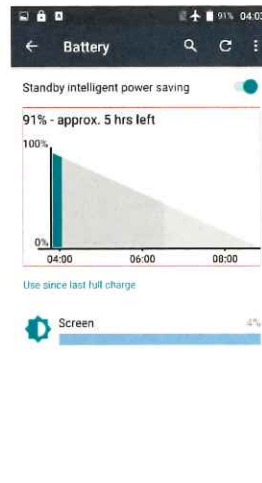 91% 04:03
Battery
Standby intelligent power saving
91% - approx. 5 hrs left
100%
0%
04:00 06:00 08:00
Use since last full charge
Screen 4%